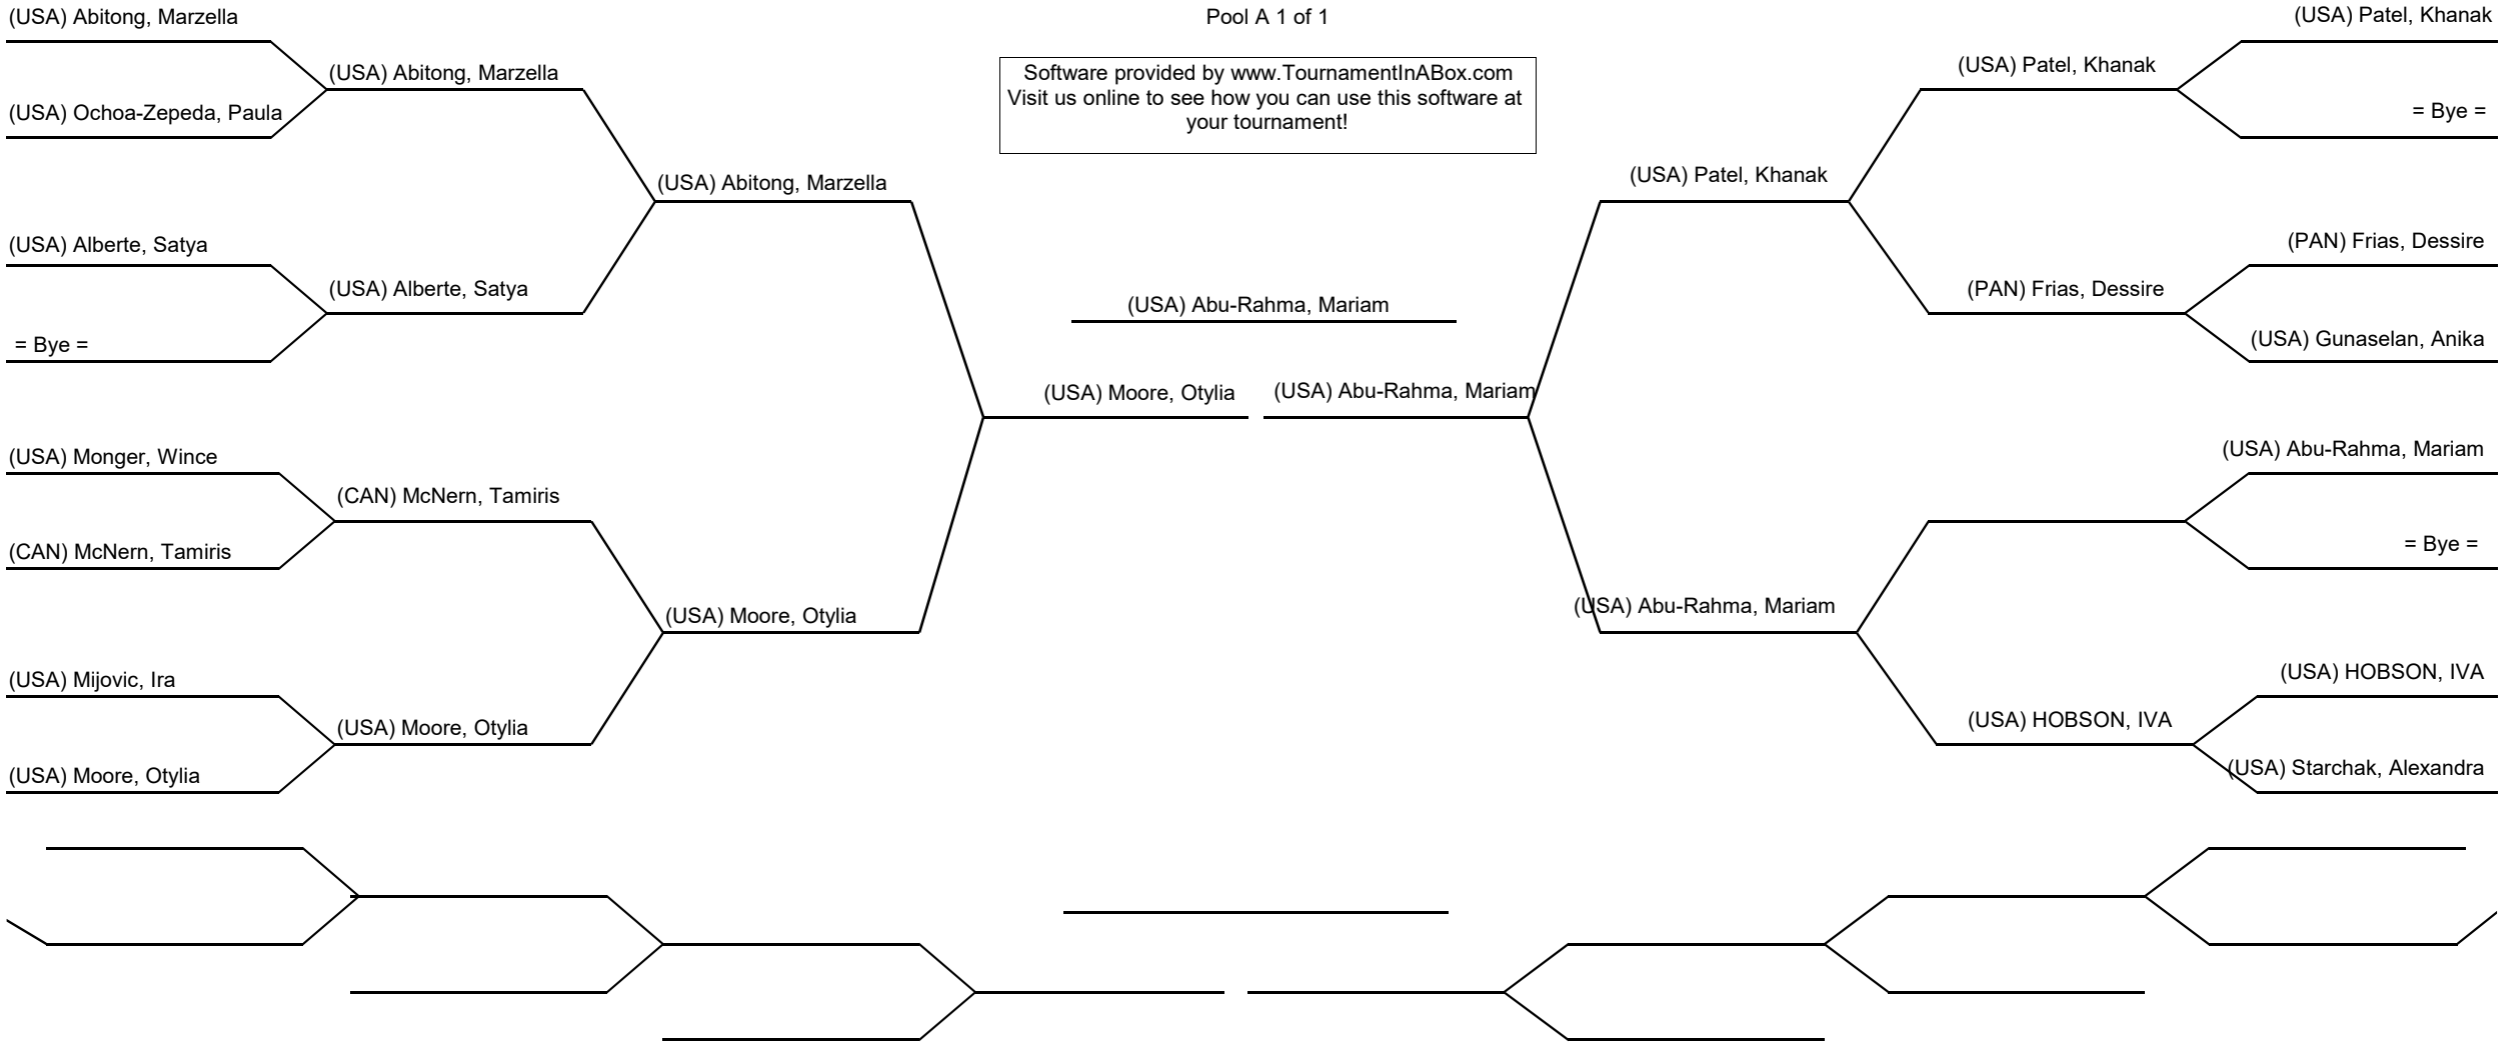 Pool A 1 of 1
Software provided by www.TournamentInABox.com
Visit us online to see how you can use this software at
your tournament!
(USA) Abitong, Marzella
(USA) Ochoa-Zepeda, Paula
(USA) Alberte, Satya
= Bye =
(USA) Monger, Wince
(CAN) McNern, Tamiris
(USA) Mijovic, Ira
(USA) Moore, Otylia
(USA) Abitong, Marzella
(USA) Alberte, Satya
(CAN) McNern, Tamiris
(USA) Moore, Otylia
(USA) Abitong, Marzella
(USA) Moore, Otylia
(USA) Abu-Rahma, Mariam
(USA) Moore, Otylia
(USA) Abu-Rahma, Mariam
(USA) Patel, Khanak
(USA) Abu-Rahma, Mariam
(USA) Patel, Khanak
(PAN) Frias, Dessire
(USA) HOBSON, IVA
(USA) Patel, Khanak
= Bye =
(PAN) Frias, Dessire
(USA) Gunaselan, Anika
(USA) Abu-Rahma, Mariam
= Bye =
(USA) HOBSON, IVA
(USA) Starchak, Alexandra